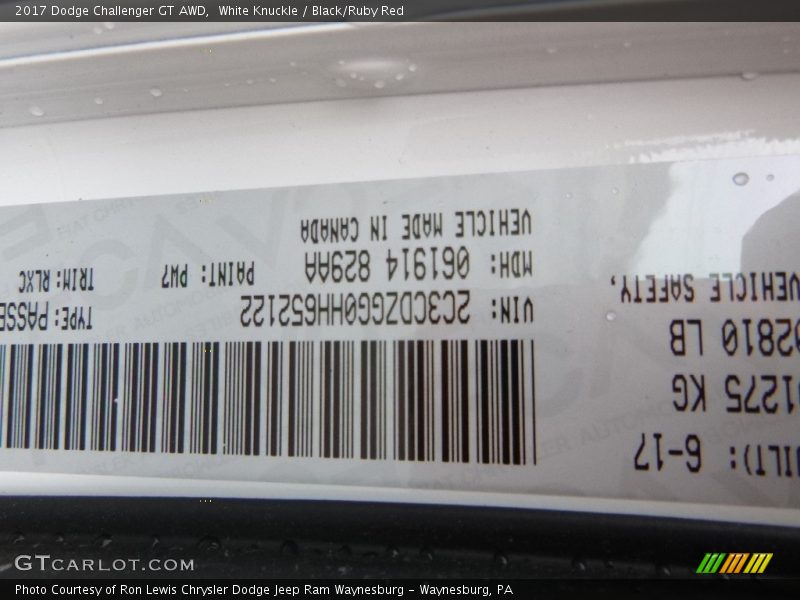 2017 Dodge Challenger GT AWD, White Knuckle / Black/Ruby Red
UILT): 6-17
01275 KG
02810 LB
VEHICLE SAFETY,
VIN: 2C3CDZGG0HH652122 TYPE: PASSE
MDH: 061914 829AA PAINT: PW7 TRIM: RLXC
VEHICLE MADE IN CANADA
GTCARLOT.COM
Photo Courtesy of Ron Lewis Chrysler Dodge Jeep Ram Waynesburg - Waynesburg, PA